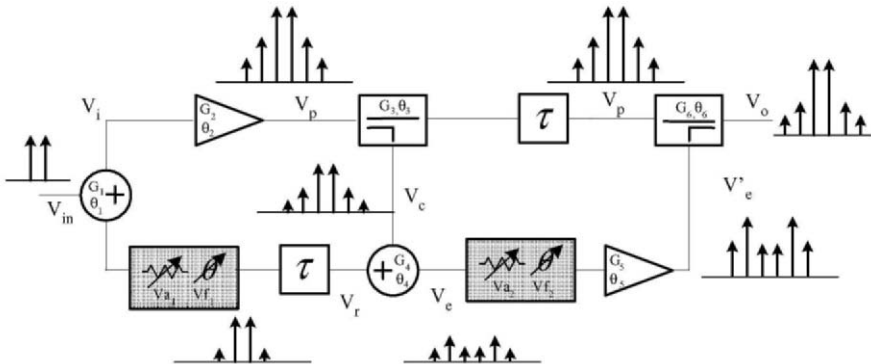 V_i
G_2
θ_2
V_p
G_3,θ_3
τ
V_p
G_6,θ_6
V_o
G_1
θ_1
+
V_in
V_c
V'_e
Va_1
θ
Vf_1
τ
V_r
+
G_4
θ_4
V_e
Va_2
θ
Vf_2
G_5
θ_5